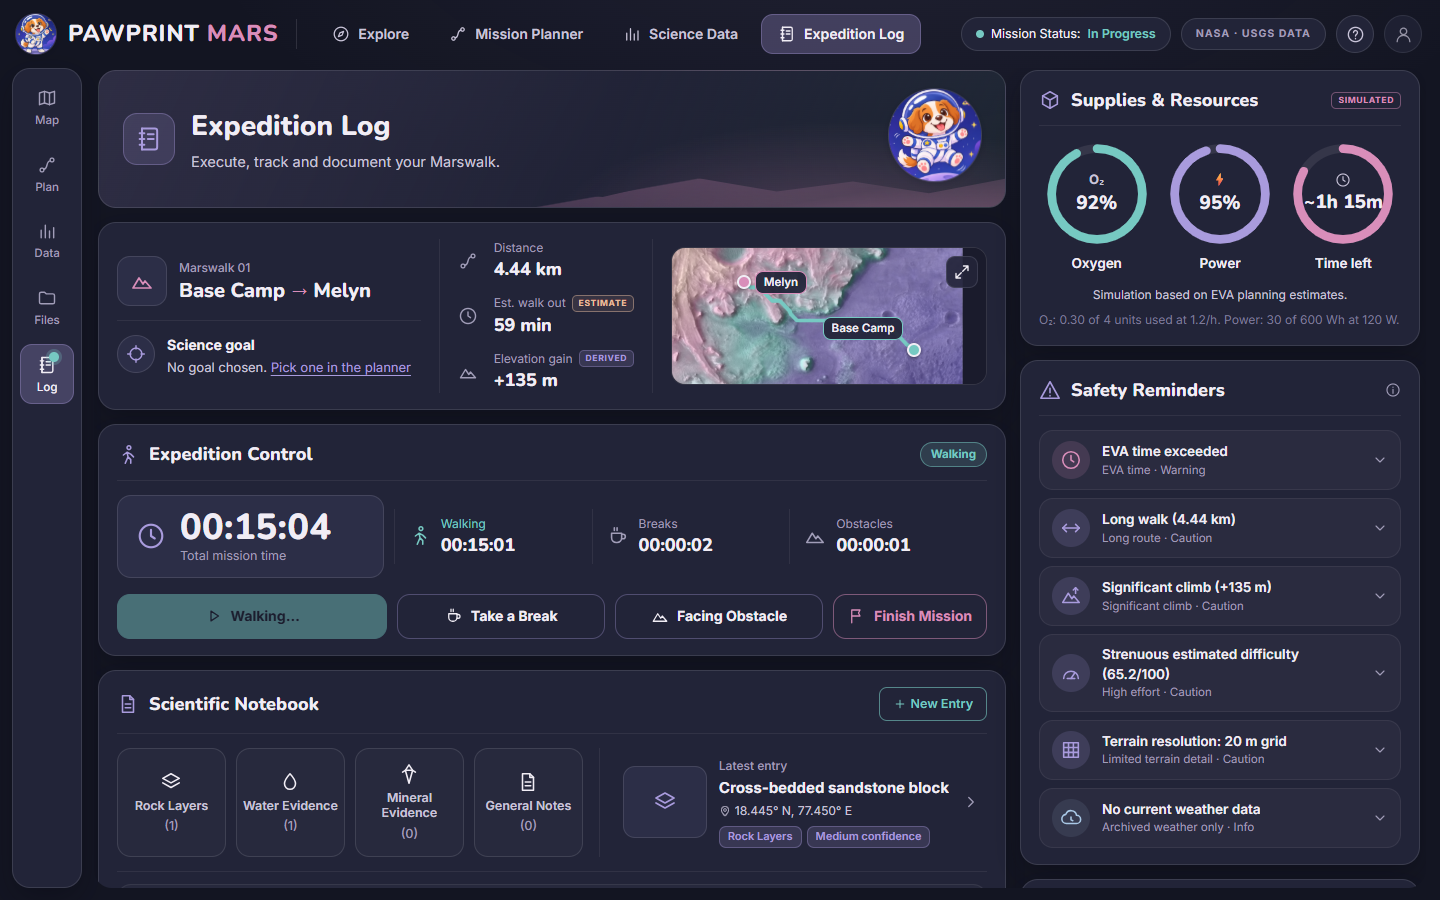 PAWPRINT MARS
Explore
Mission Planner
Science Data
Expedition Log
Mission Status: In Progress
NASA · USGS DATA
Map
Plan
Data
Files
Log
Expedition Log
Execute, track and document your Marswalk.
Marswalk 01
Base Camp → Melyn
Science goal
No goal chosen. Pick one in the planner
Distance
4.44 km
Est. walk out ESTIMATE
59 min
Elevation gain DERIVED
+135 m
Melyn
Base Camp
Expedition Control
Walking
00:15:04
Total mission time
Walking
00:15:01
Breaks
00:00:02
Obstacles
00:00:01
Walking...
Take a Break
Facing Obstacle
Finish Mission
Scientific Notebook
+ New Entry
Rock Layers
(1)
Water Evidence
(1)
Mineral
Evidence
(0)
General Notes
(0)
Latest entry
Cross-bedded sandstone block
18.445° N, 77.450° E
Rock Layers
Medium confidence
Supplies & Resources
SIMULATED
O₂
92%
Oxygen
95%
Power
~1h 15m
Time left
Simulation based on EVA planning estimates.
O₂: 0.30 of 4 units used at 1.2/h. Power: 30 of 600 Wh at 120 W.
Safety Reminders
EVA time exceeded
EVA time · Warning
Long walk (4.44 km)
Long route · Caution
Significant climb (+135 m)
Significant climb · Caution
Strenuous estimated difficulty
(65.2/100)
High effort · Caution
Terrain resolution: 20 m grid
Limited terrain detail · Caution
No current weather data
Archived weather only · Info